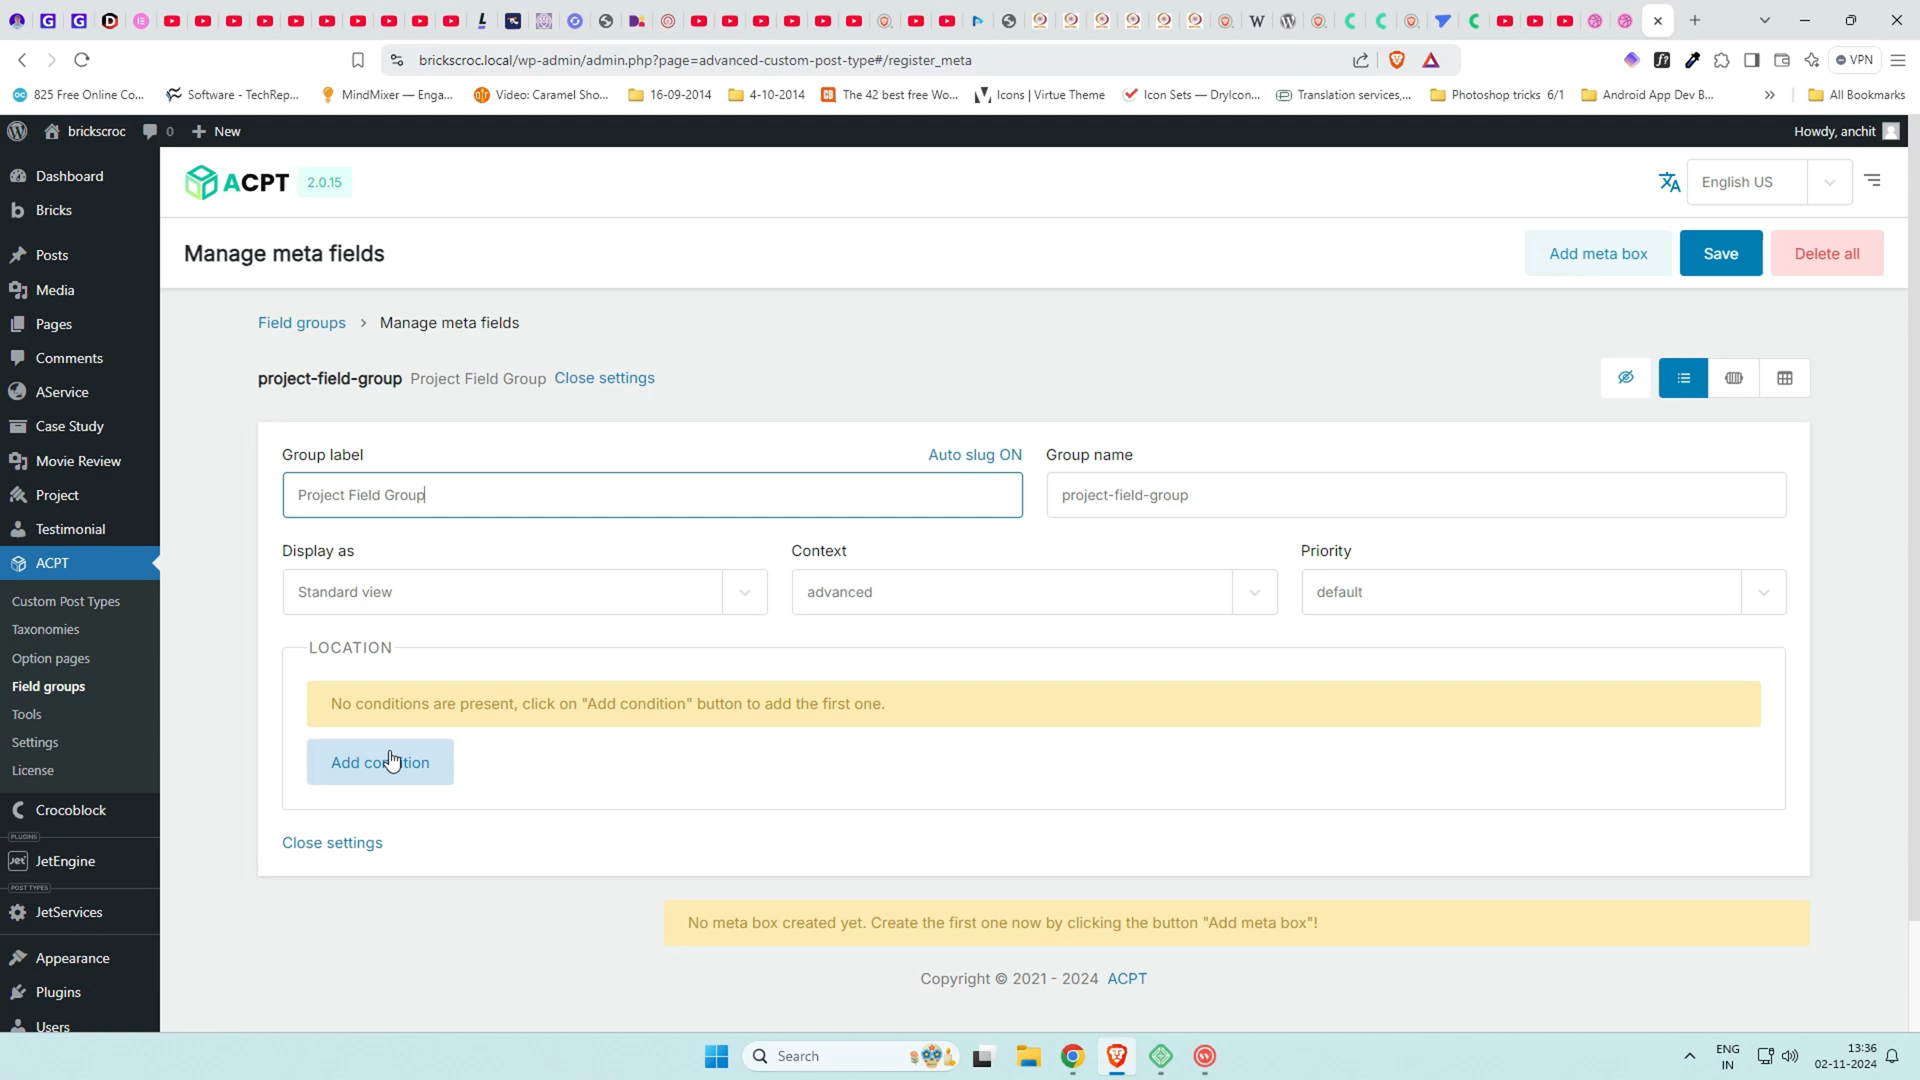 brickscroc.local/wp-admin/admin.php?page=advanced-custom-post-type#/register_meta
VPN
825 Free Online Co...
Software - TechRep...
MindMixer — Enga...
Video: Caramel Sho...
16-09-2014
4-10-2014
The 42 best free Wo...
Icons | Virtue Theme
Icon Sets — DryIcon...
Translation services,...
Photoshop tricks 6/1
Android App Dev B...
All Bookmarks
brickscroc
0
New
Howdy, anchit
Dashboard
Bricks
Posts
Media
Pages
Comments
AService
Case Study
Movie Review
Project
Testimonial
ACPT
Custom Post Types
Taxonomies
Option pages
Field groups
Tools
Settings
License
Crocoblock
PLUGINS
JetEngine
POST TYPES
JetServices
Appearance
Plugins
Users
ACPT 2.0.15
English US
Manage meta fields
Add meta box
Save
Delete all
Field groups > Manage meta fields
project-field-group Project Field Group Close settings
Group label
Auto slug ON
Group name
Project Field Group
project-field-group
Display as
Context
Priority
Standard view
advanced
default
LOCATION
No conditions are present, click on "Add condition" button to add the first one.
Add condition
Close settings
No meta box created yet. Create the first one now by clicking the button "Add meta box"!
Copyright © 2021 - 2024 ACPT
Search
ENG
IN
13:36
02-11-2024